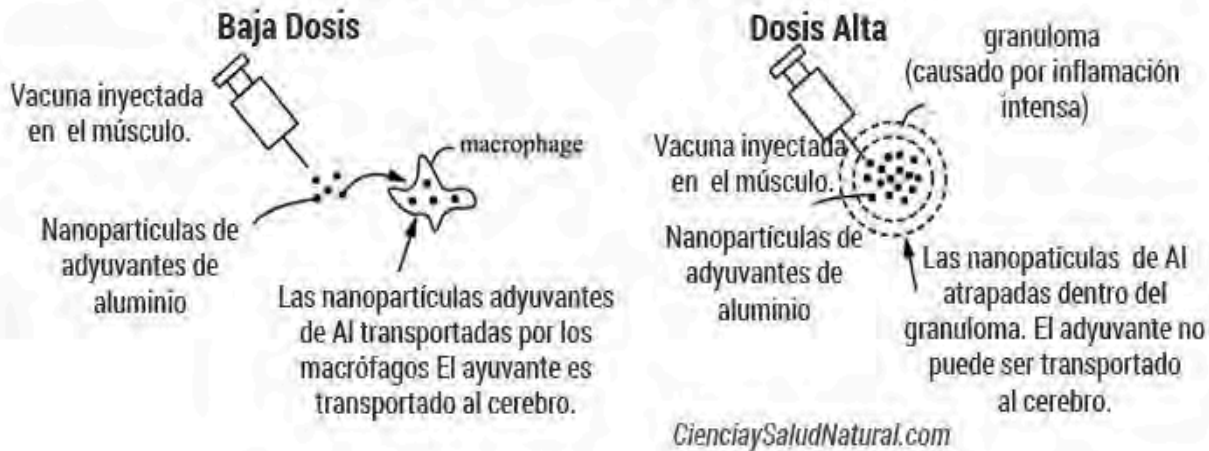 Baja Dosis
Vacuna inyectada
en el músculo.
macrophage
Nanopartículas de
adyuvantes de
aluminio
Las nanopartículas adyuvantes
de Al transportadas por los
macrófagos El ayuvante es
transportado al cerebro.
Dosis Alta
granuloma
(causado por inflamación
intensa)
Vacuna inyectada
en el músculo.
Nanopartículas de
adyuvantes de
aluminio
Las nanopatículas de Al
atrapadas dentro del
granuloma. El adyuvante no
puede ser transportado
al cerebro.
CienciaySaludNatural.com